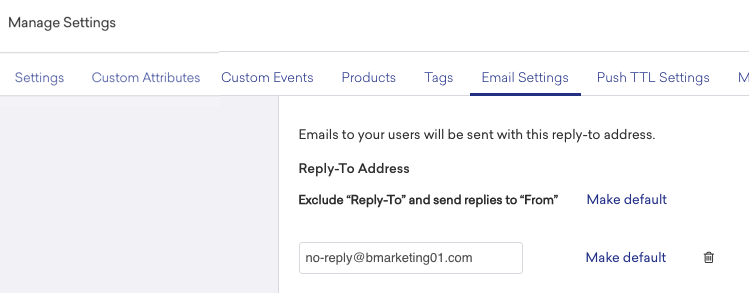 Manage Settings
Settings Custom Attributes Custom Events Products Tags Email Settings Push TTL Settings M
Emails to your users will be sent with this reply-to address.
Reply-To Address
Exclude “Reply-To” and send replies to “From” Make default
no-reply@bmarketing01.com Make default